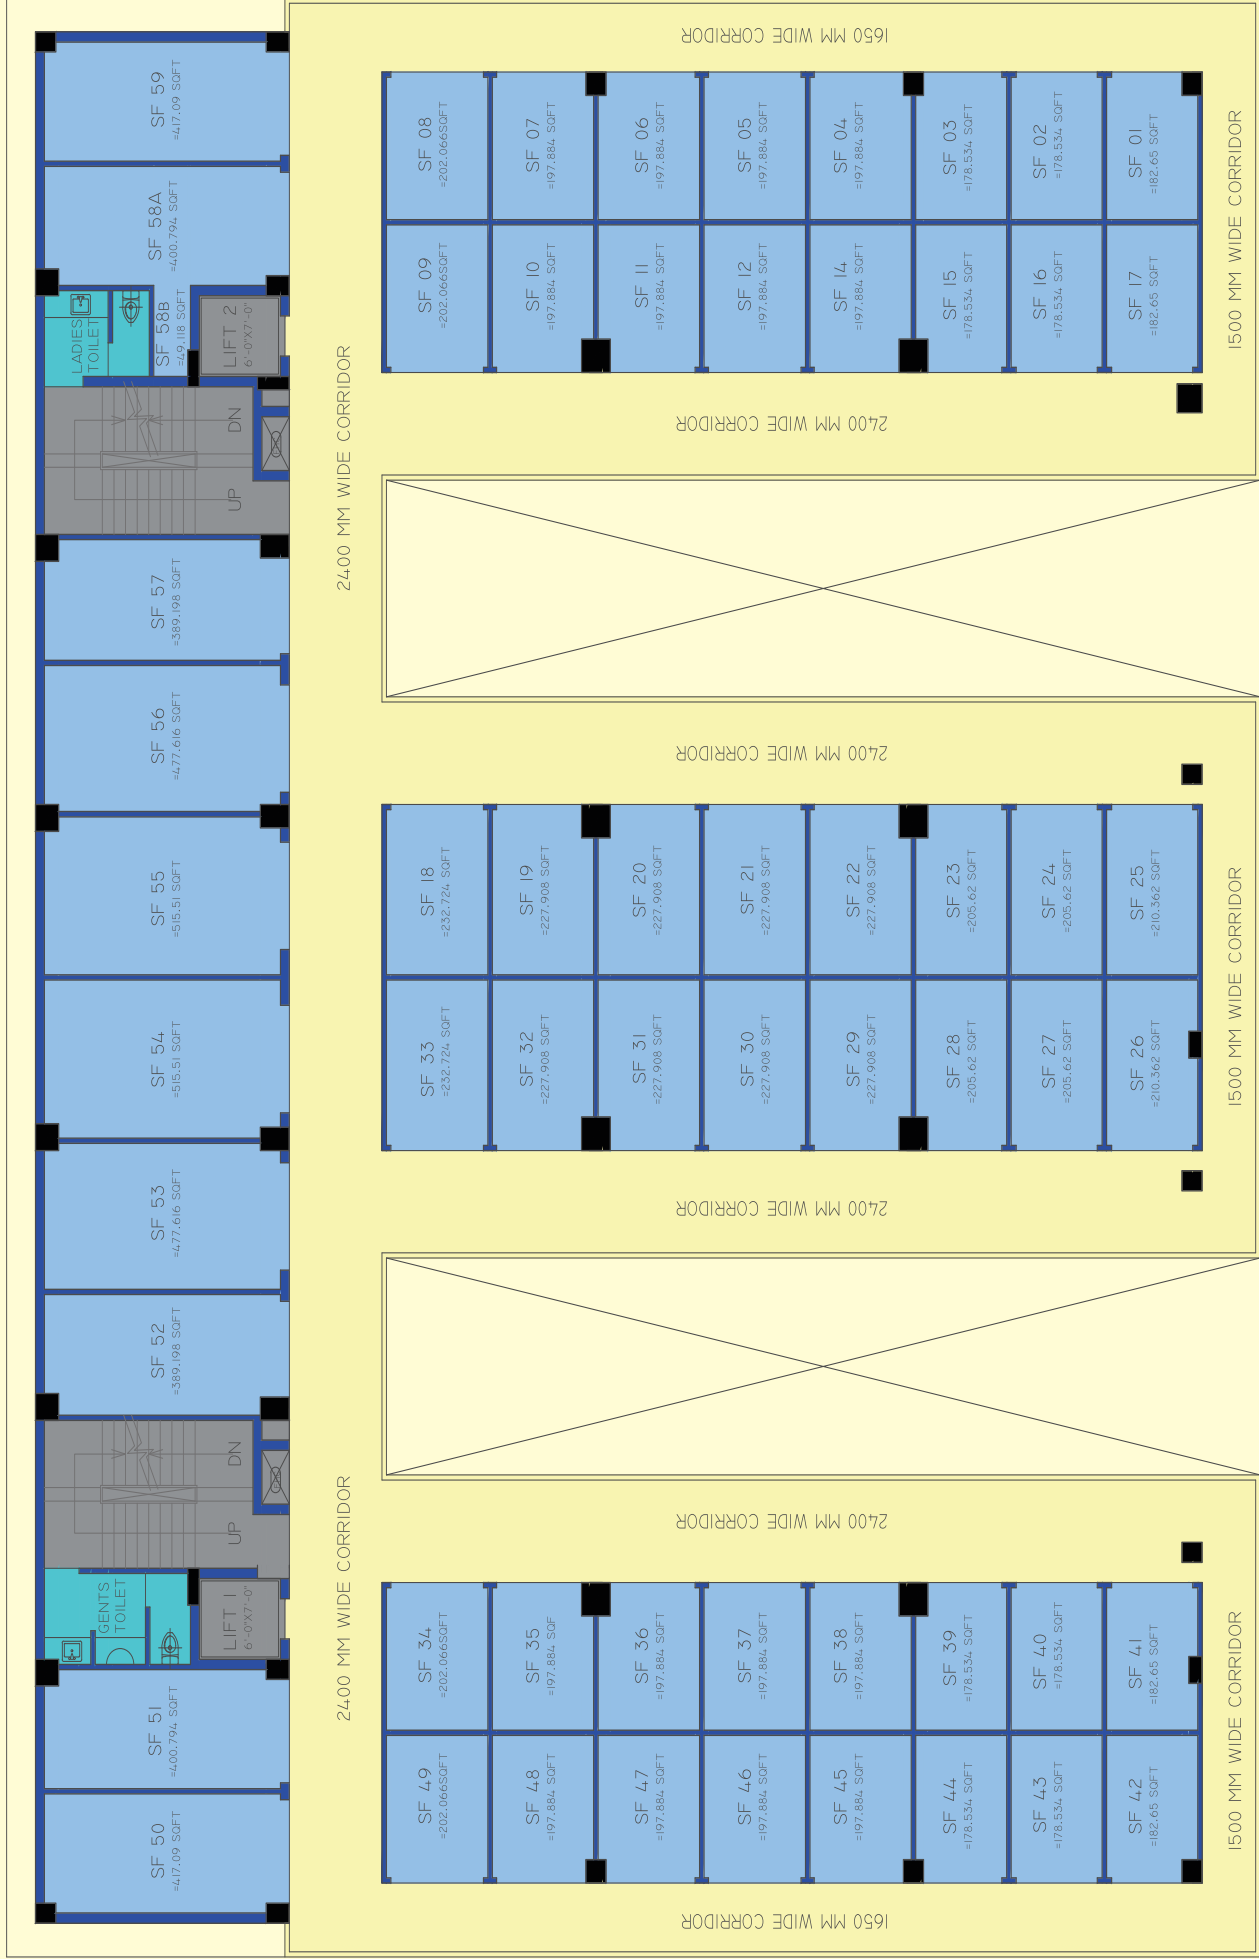 1650 MM WIDE CORRIDOR
SF 59
=417.09 SQFT
SF 58A
=400.794 SQFT
SF 58B
=49.118 SQFT
LADIES
TOILET
LIFT 2
6'-0"X7'-0"
DN
UP
SF 57
=389.198 SQFT
SF 56
=477.616 SQFT
SF 55
=515.51 SQFT
SF 54
=515.51 SQFT
SF 53
=477.616 SQFT
SF 52
=389.198 SQFT
DN
UP
GENTS
TOILET
LIFT 1
6'-0"X7'-0"
SF 51
=400.794 SQFT
SF 50
=417.09 SQFT
2400 MM WIDE CORRIDOR
2400 MM WIDE CORRIDOR
SF 08
=202.066SQFT
SF 07
=197.884 SQFT
SF 06
=197.884 SQFT
SF 05
=197.884 SQFT
SF 04
=197.884 SQFT
SF 03
=178.534 SQFT
SF 02
=178.534 SQFT
SF 01
=182.65 SQFT
SF 09
=202.066SQFT
SF 10
=197.884 SQFT
SF 11
=197.884 SQFT
SF 12
=197.884 SQFT
SF 14
=197.884 SQFT
SF 15
=178.534 SQFT
SF 16
=178.534 SQFT
SF 17
=182.65 SQFT
1500 MM WIDE CORRIDOR
2400 MM WIDE CORRIDOR
2400 MM WIDE CORRIDOR
SF 18
=232.724 SQFT
SF 19
=227.908 SQFT
SF 20
=227.908 SQFT
SF 21
=227.908 SQFT
SF 22
=227.908 SQFT
SF 23
=205.62 SQFT
SF 24
=205.62 SQFT
SF 25
=210.362 SQFT
SF 33
=232.724 SQFT
SF 32
=227.908 SQFT
SF 31
=227.908 SQFT
SF 30
=227.908 SQFT
SF 29
=227.908 SQFT
SF 28
=205.62 SQFT
SF 27
=205.62 SQFT
SF 26
=210.362 SQFT
1500 MM WIDE CORRIDOR
2400 MM WIDE CORRIDOR
2400 MM WIDE CORRIDOR
SF 34
=202.066SQFT
SF 35
=197.884 SQF
SF 36
=197.884 SQFT
SF 37
=197.884 SQFT
SF 38
=197.884 SQFT
SF 39
=178.534 SQFT
SF 40
=178.534 SQFT
SF 41
=182.65 SQFT
SF 49
=202.066SQFT
SF 48
=197.884 SQFT
SF 47
=197.884 SQFT
SF 46
=197.884 SQFT
SF 45
=197.884 SQFT
SF 44
=178.534 SQFT
SF 43
=178.534 SQFT
SF 42
=182.65 SQFT
1500 MM WIDE CORRIDOR
1650 MM WIDE CORRIDOR